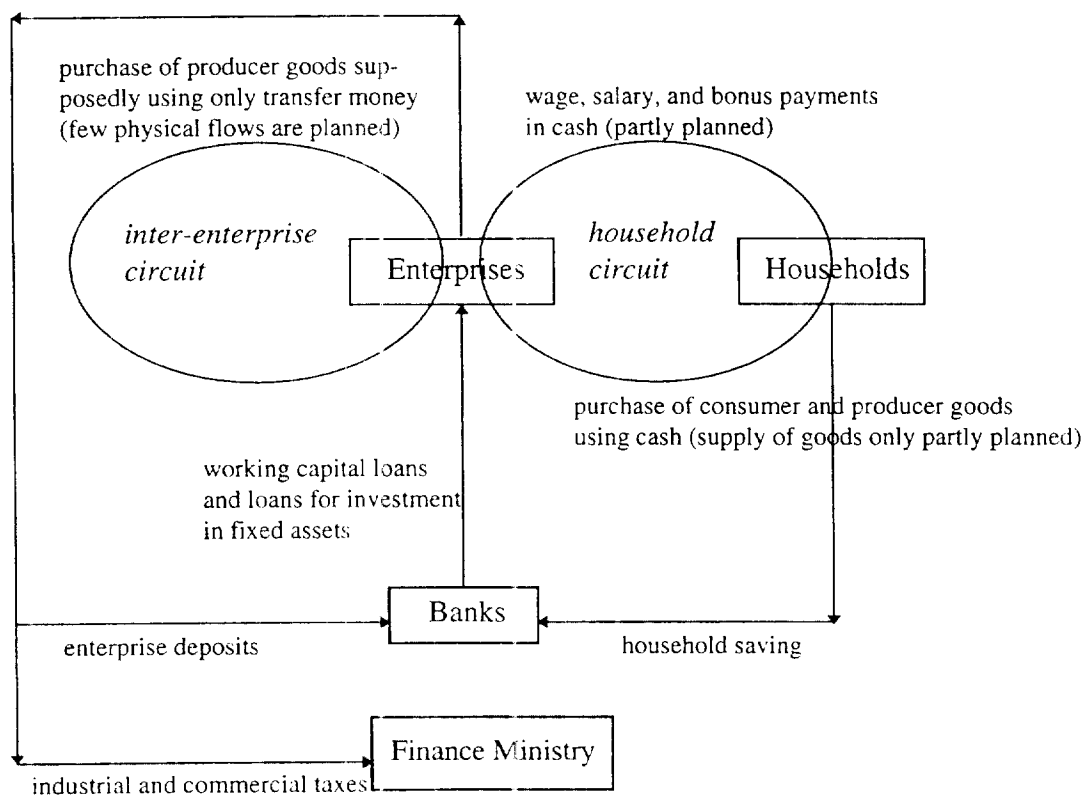 purchase of producer goods sup-
posedly using only transfer money
(few physical flows are planned)
wage, salary, and bonus payments
in cash (partly planned)
inter-enterprise
circuit
Enterprises
household
circuit
Households
purchase of consumer and producer goods
using cash (supply of goods only partly planned)
working capital loans
and loans for investment
in fixed assets
Banks
enterprise deposits
household saving
Finance Ministry
industrial and commercial taxes